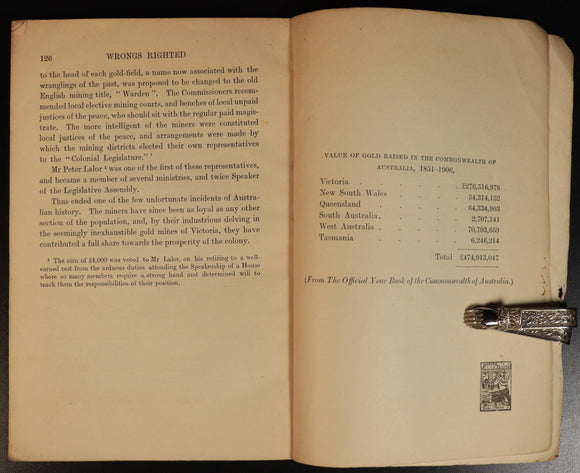 126 WRONGS RIGHTED
to the head of each gold-field, a name now associated with the
wranglings of the past, was proposed to be changed to the old
English mining title, "Warden". The Commissioners recom-
mended local elective mining courts, and benches of local unpaid
justices of the peace, who should sit with the regular paid magis-
trate. The more intelligent of the miners were constituted
local justices of the peace, and arrangements were made by
which the mining districts elected their own representatives
to the "Colonial Legislature." ¹
Mr Peter Lalor ¹ was one of the first of these representatives,
and became a member of several ministries, and twice Speaker
of the Legislative Assembly.
Thus ended one of the few unfortunate incidents of Aus-
tralian history. The miners have since been as loyal as any other
section of the population, and, by their industrious delving in
the seemingly inexhaustible gold mines of Victoria, they have
contributed a full share towards the prosperity of the colony.
¹ The sum of £4,000 was voted to Mr Lalor, on his retiring to a well-
earned rest from the arduous duties attending the Speakership of a House
where so many members require a strong hand and determined will to
teach them the responsibilities of their position.
VALUE OF GOLD RAISED IN THE COMMONWEALTH OF
AUSTRALIA, 1851-1906.
Victoria . . . . . £276,516,978
New South Wales . . . . 54,314,152
Queensland . . . . . 64,334,903
South Australia . . . . . 2,707,141
West Australia . . . . . 70,793,659
Tasmania . . . . . 6,246,214
Total £474,913,047
(From The Official Year Book of the Commonwealth of Australia.)